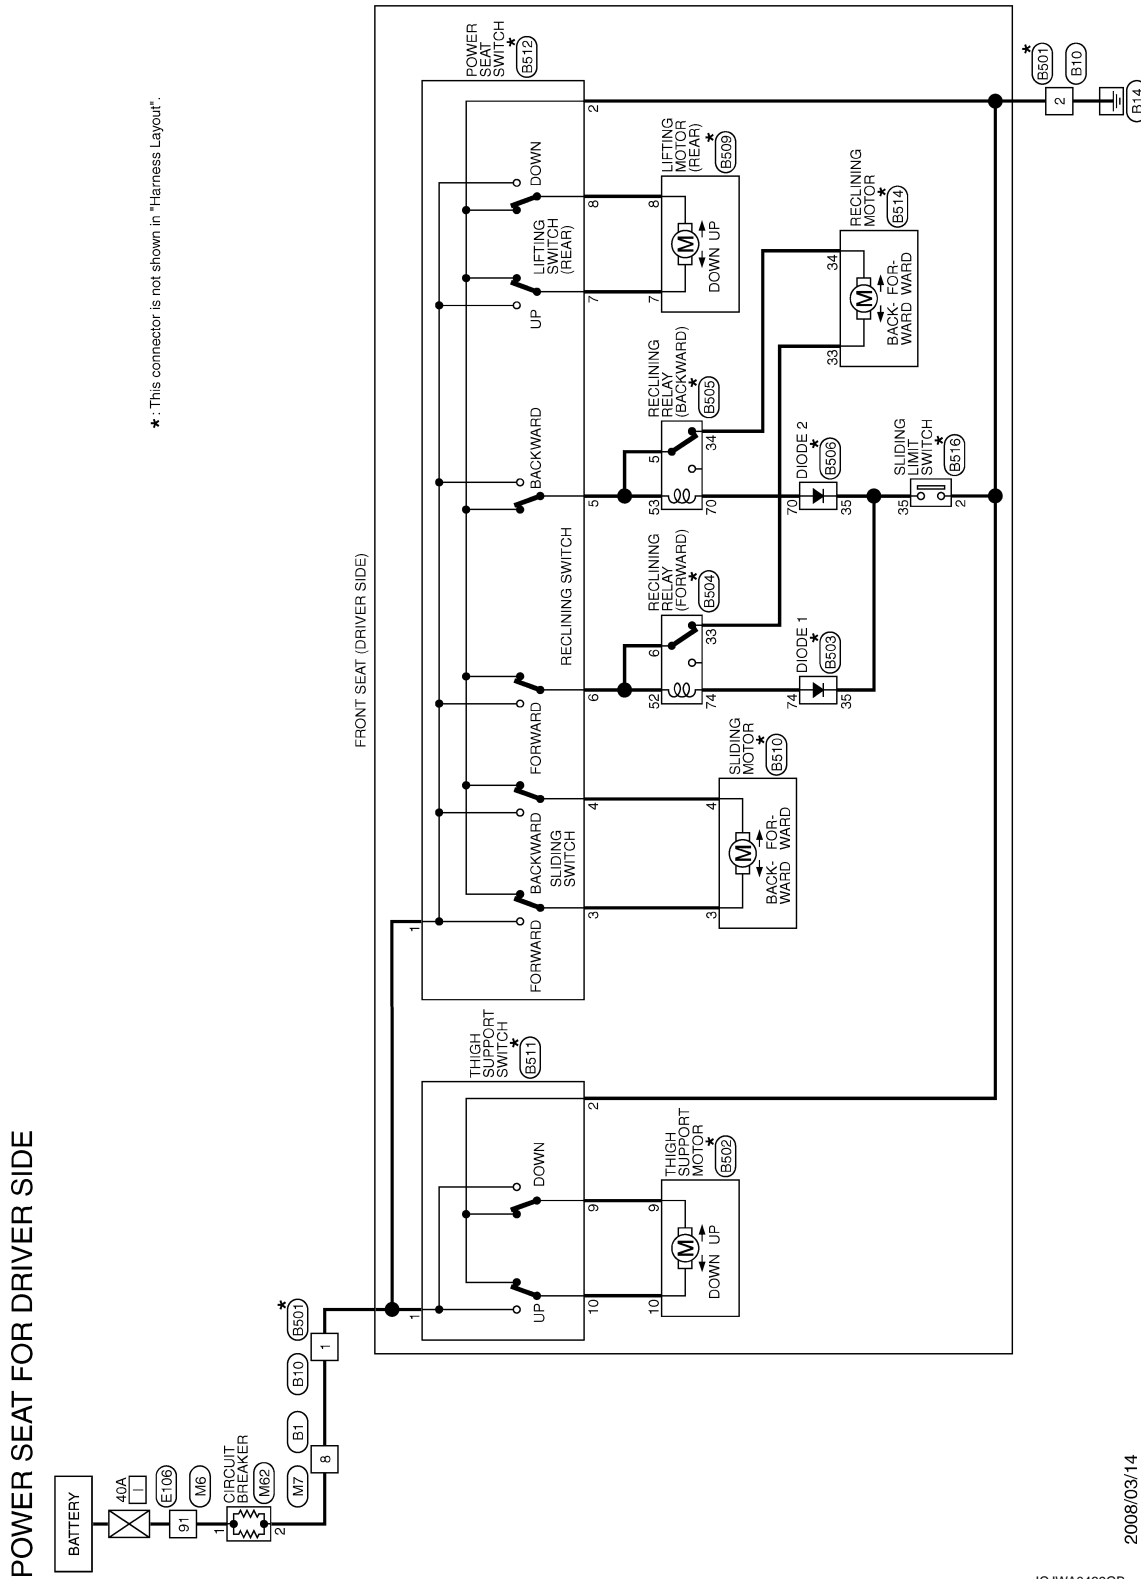 POWER SEAT FOR DRIVER SIDE
BATTERY
40A
I
E106
91
M6
1
CIRCUIT
BREAKER
M62
2
M7
8
B1
B10
1
B501
*
* : This connector is not shown in "Harness Layout".
FRONT SEAT (DRIVER SIDE)
1
THIGH
SUPPORT
SWITCH
*
B511
UP
DOWN
10
9
2
10
9
THIGH
SUPPORT
MOTOR
*
B502
M
DOWN
UP
1
POWER
SEAT
SWITCH
*
B512
FORWARD
BACKWARD
SLIDING
SWITCH
FORWARD
BACKWARD
RECLINING SWITCH
UP
DOWN
LIFTING
SWITCH
(REAR)
3
4
6
5
7
8
2
3
4
SLIDING
MOTOR
*
B510
M
BACK-
WARD
FOR-
WARD
52
6
RECLINING
RELAY
(FORWARD)
*
B504
74
33
53
5
RECLINING
RELAY
(BACKWARD)
*
B505
70
34
7
8
LIFTING
MOTOR
(REAR)
*
B509
M
DOWN
UP
74
DIODE 1
*
B503
35
70
DIODE 2
*
B506
35
33
34
RECLINING
MOTOR
*
B514
M
BACK-
WARD
FOR-
WARD
35
SLIDING
LIMIT
SWITCH
*
B516
2
*
B501
2
B10
B14
2008/03/14